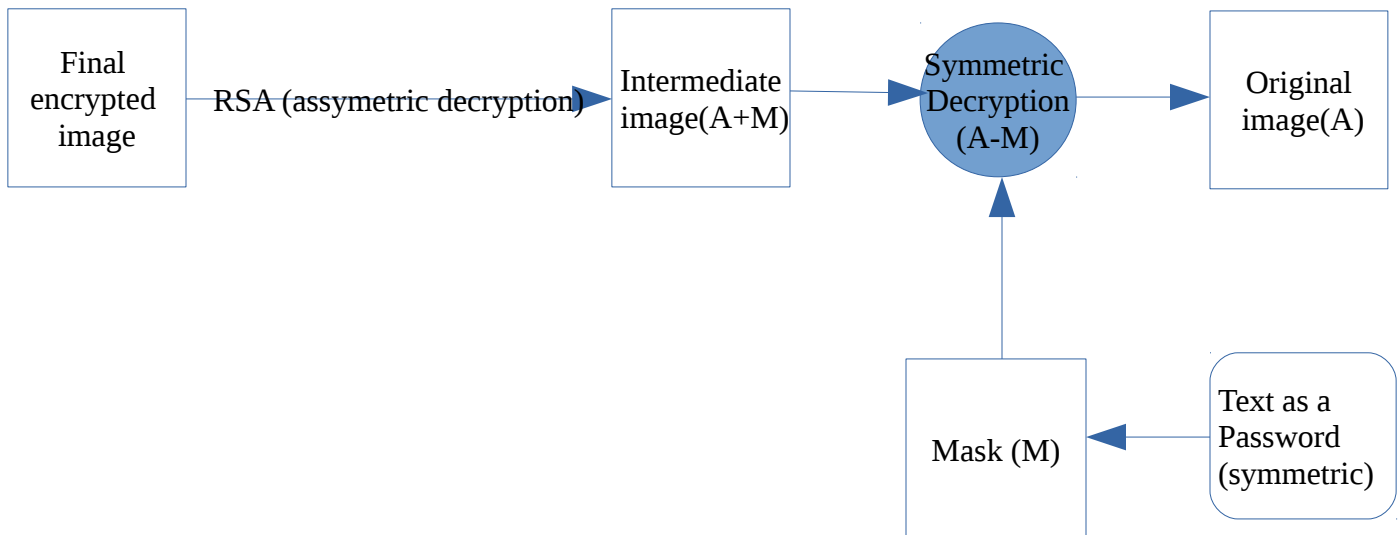 Final
encrypted
image
RSA (assymetric decryption)
Intermediate
image(A+M)
Symmetric
Decryption
(A-M)
Original
image(A)
Mask (M)
Text as a
Password
(symmetric)